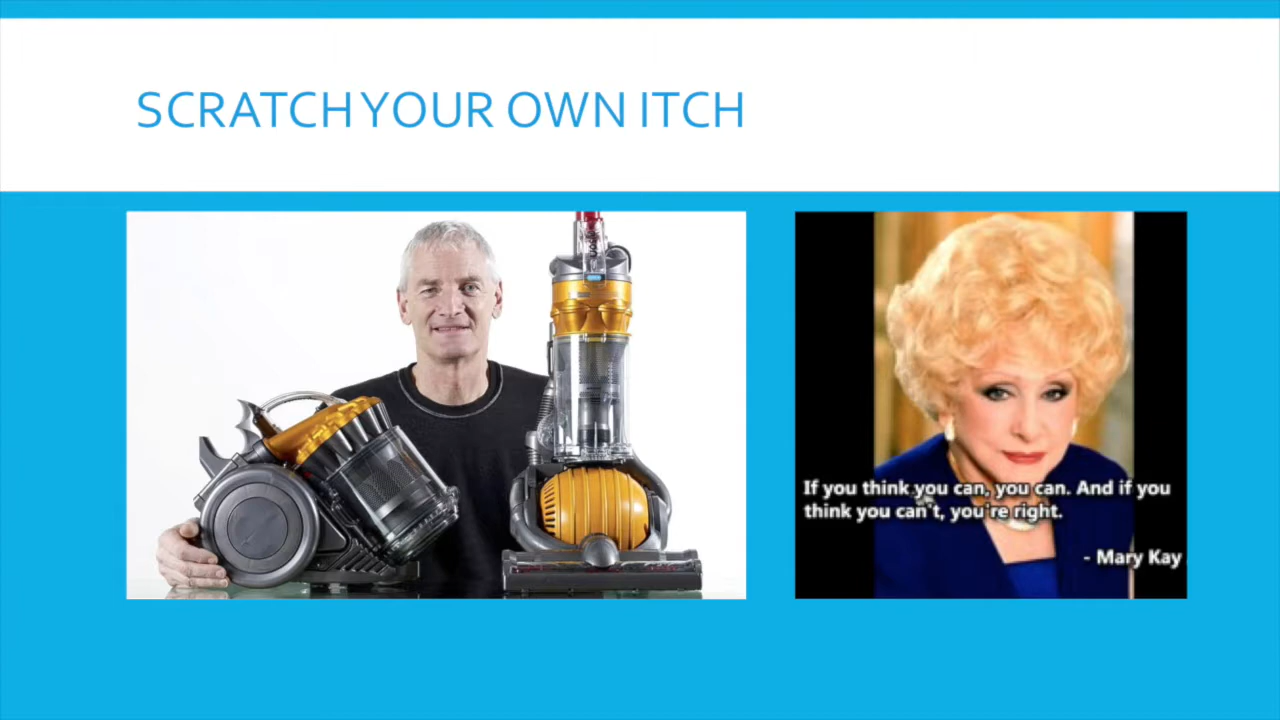 SCRATCH YOUR OWN ITCH
If you think you can, you can. And if you
think you can't, you're right.
- Mary Kay